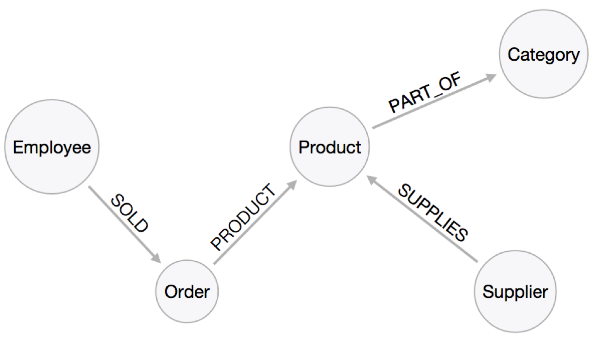 Category
PART_OF
Employee
Product
SOLD
PRODUCT
SUPPLIES
Order
Supplier